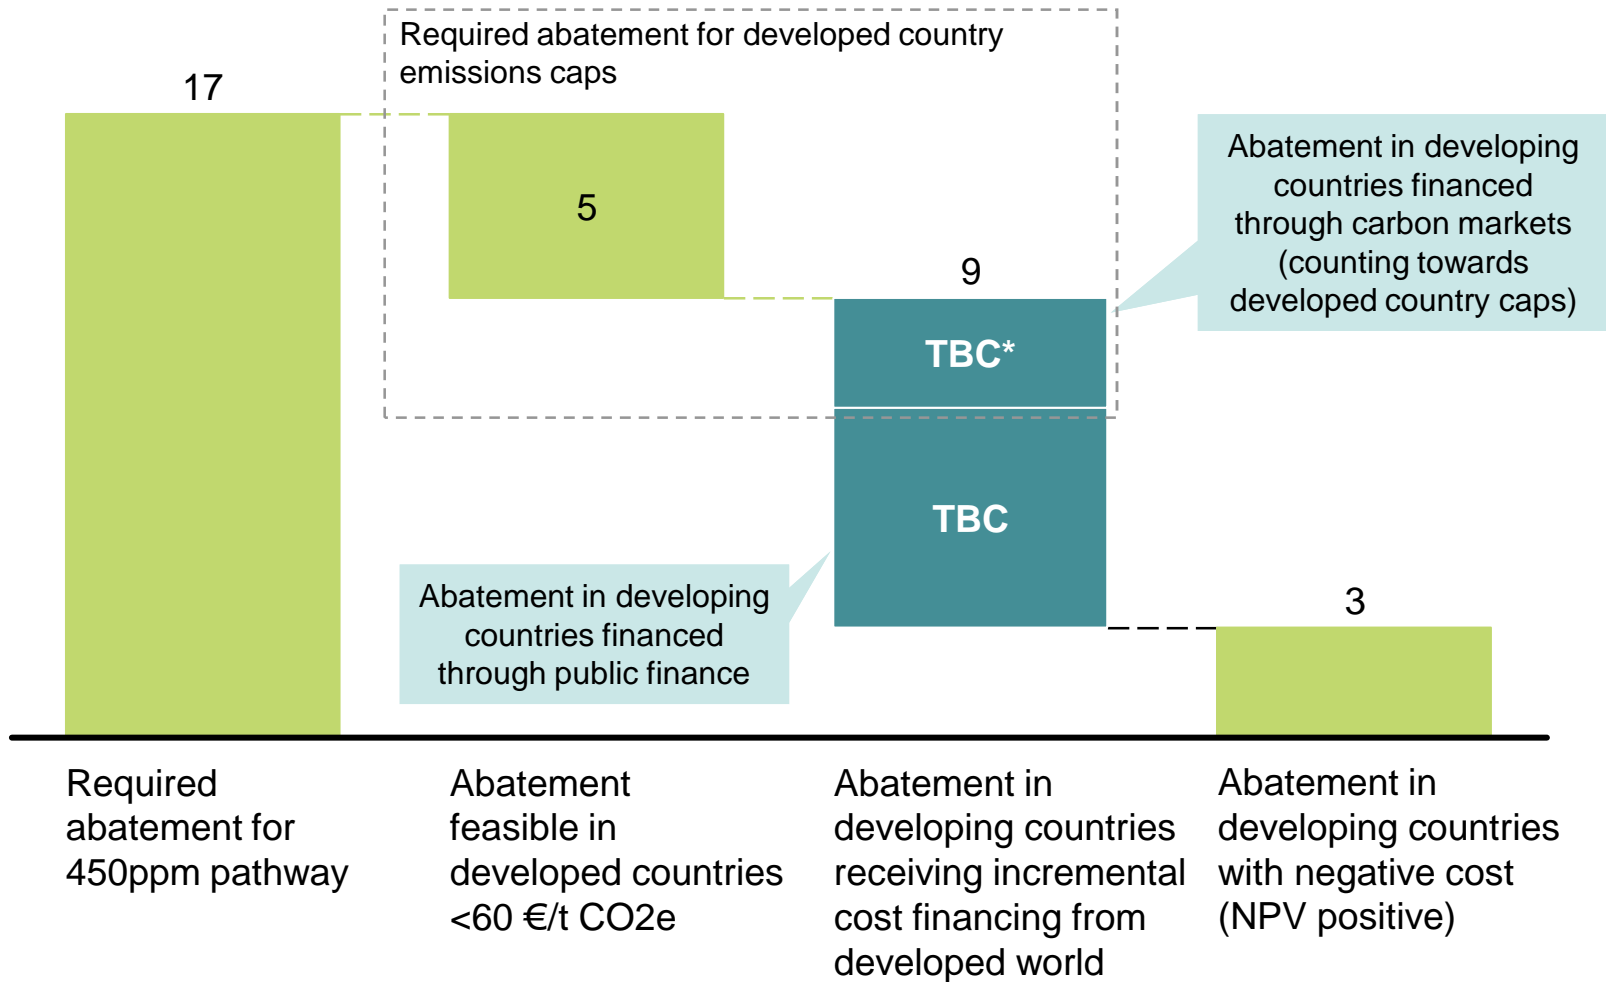 Required abatement for developed country
emissions caps
17
5
9
TBC*
TBC
3
Abatement in developing
countries financed
through carbon markets
(counting towards
developed country caps)
Abatement in developing
countries financed
through public finance
Required
abatement for
450ppm pathway
Abatement
feasible in
developed countries
<60 €/t CO2e
Abatement in
developing countries
receiving incremental
cost financing from
developed world
Abatement in
developing countries
with negative cost
(NPV positive)